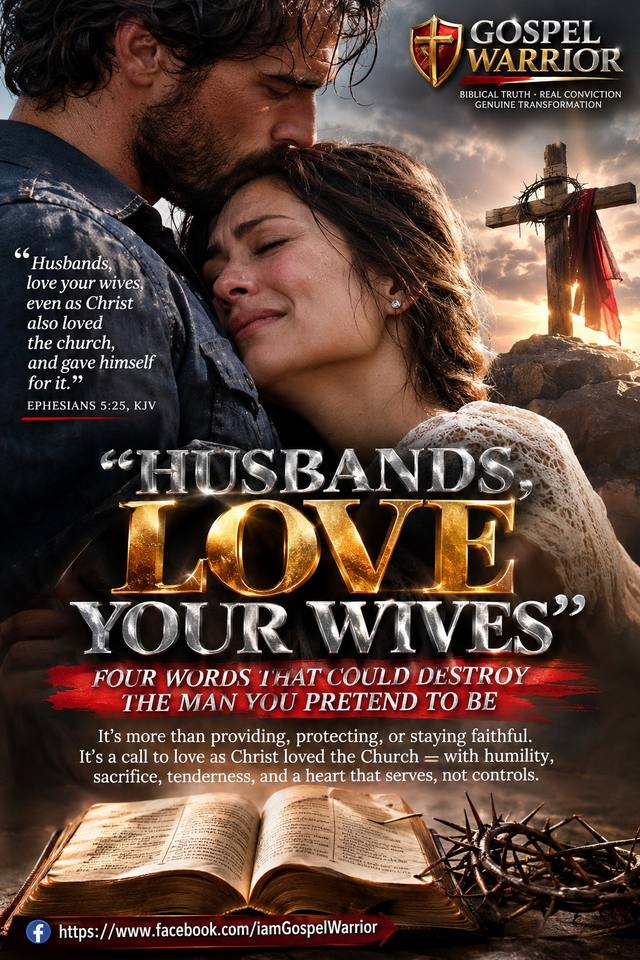 GOSPEL
WARRIOR
BIBLICAL TRUTH • REAL CONVICTION
GENUINE TRANSFORMATION
“Husbands,
love your wives,
even as Christ
also loved
the church,
and gave himself
for it.”
EPHESIANS 5:25, KJV
“HUSBANDS,
LOVE
YOUR WIVES”
FOUR WORDS THAT COULD DESTROY
THE MAN YOU PRETEND TO BE
It’s more than providing, protecting, or staying faithful.
It’s a call to love as Christ loved the Church = with humility,
sacrifice, tenderness, and a heart that serves, not controls.
https://www.facebook.com/iamGospelWarrior